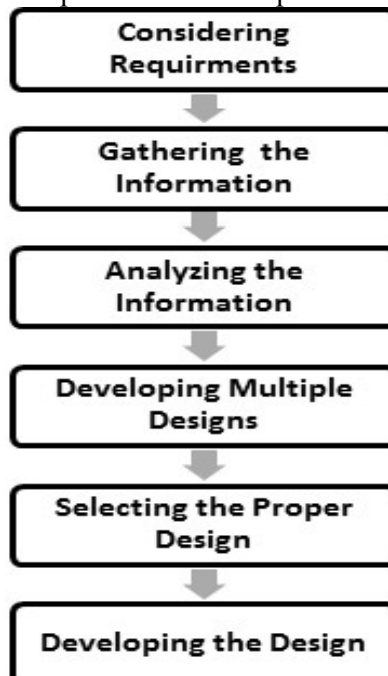 Considering
Requirments
Gathering the
Information
Analyzing the
Information
Developing Multiple
Designs
Selecting the Proper
Design
Developing the Design